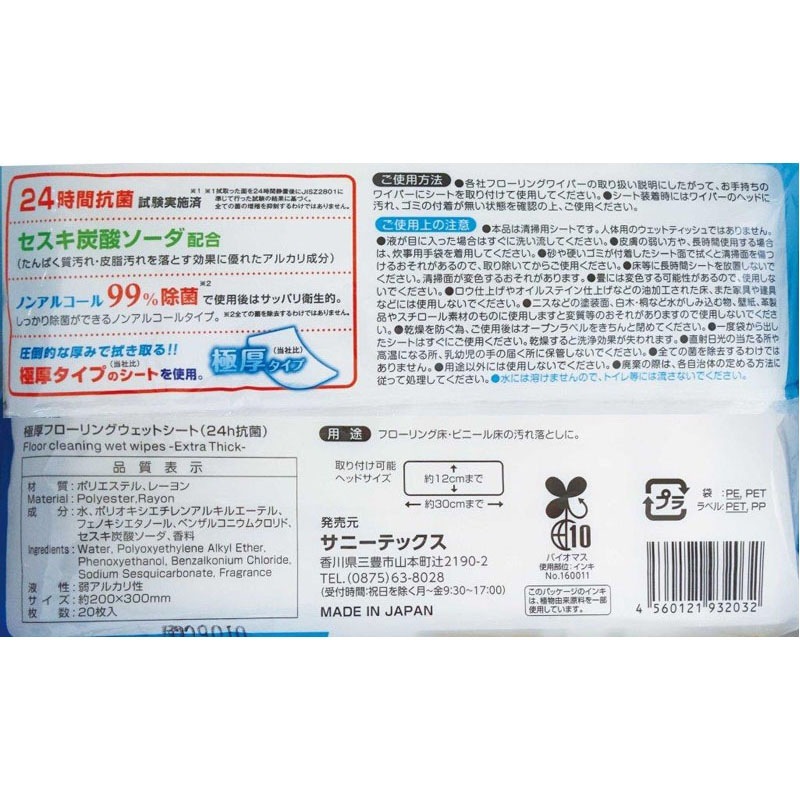 24時間抗菌 試験実施済 ※1 ※1拭取った面を24時間静置後にJISZ2801に
準じて行った試験の結果に基づく。
全ての菌の増殖を抑制するわけではありません。
セスキ炭酸ソーダ配合
(たんぱく質汚れ・皮脂汚れを落とす効果に優れたアルカリ成分)
ノンアルコール99%除菌※2で使用後はサッパリ衛生的。
しっかり除菌ができるノンアルコールタイプ。※2全ての菌を除去するわけではありません。
圧倒的な厚みで拭き取る!!
(当社比)
極厚タイプのシートを使用。
(当社比)
極厚タイプ
ご使用方法 ●各社フローリングワイパーの取り扱い説明にしたがって、お手持ちの
ワイパーにシートを取り付けて使用してください。●シート装着時にはワイパーのヘッドに
汚れ、ゴミの付着が無い状態を確認の上、ご使用ください。
ご使用上の注意 ●本品は清掃用シートです。人体用のウェットティッシュではありません。
●液が目に入った場合はすぐに洗い流してください。●皮膚の弱い方や、長時間使用する場合
は、炊事用手袋を着用してください。●砂や硬いゴミが付着したシート面で拭くと清掃面を傷つ
けるおそれがあるので、取り除いてからご使用ください。●床等に長時間シートを放置しない
でください。清掃面が変色するおそれがあります。●畳には変色する可能性があるので、使用しな
いでください。●ロウ仕上げやオイルステイン仕上げなどの油加工された床、また家具や建具
などには使用しないでください。●ニスなどの塗装面、白木・桐など水がしみ込む物、壁紙、革製
品やスチロール素材のものに使用しますと変質等のおそれがありますので使用しないでくださ
い。●乾燥を防ぐ為、ご使用後はオープンラベルをきちんと閉めてください。●一度袋から出し
たシートはすぐにご使用ください。乾燥すると洗浄効果が失われます。●直射日光の当たる所や
高温になる所、乳幼児の手の届く所に保管しないでください。●全ての菌を除去するわけでは
ありません。●用途以外には使用しないでください。●廃棄の際は、各自治体の定める方法に
従って処理してください。●水には溶けませんので、トイレ等には流さないでください。
極厚フローリングウェットシート(24h抗菌)
Floor cleaning wet wipes -Extra Thick-
品質表示
材 質:ポリエステル、レーヨン
Material:Polyester,Rayon
成 分:水、ポリオキシエチレンアルキルエーテル、
フェノキシエタノール、ベンザルコニウムクロリド、
セスキ炭酸ソーダ、香料
Ingredients:Water, Polyoxyethylene Alkyl Ether,
Phenoxyethanol, Benzalkonium Chloride,
Sodium Sesquicarbonate, Fragrance
液 性:弱アルカリ性
サイズ:約200×300mm
枚 数:20枚入
用途 フローリング床・ビニール床の汚れ落としに。
取り付け可能
ヘッドサイズ
約12cmまで
約30cmまで
発売元
サニーテックス
香川県三豊市山本町辻2190-2
TEL.(0875)63-8028
(受付時間:祝日を除く月~金9:30-17:00)
MADE IN JAPAN
10
バイオマス
使用部位:インキ
No.160011
このパッケージのインキ
は、植物由来原料を一部
使用しています。
プラ
袋:PE, PET
ラベル:PET, PP
4 560121 932032